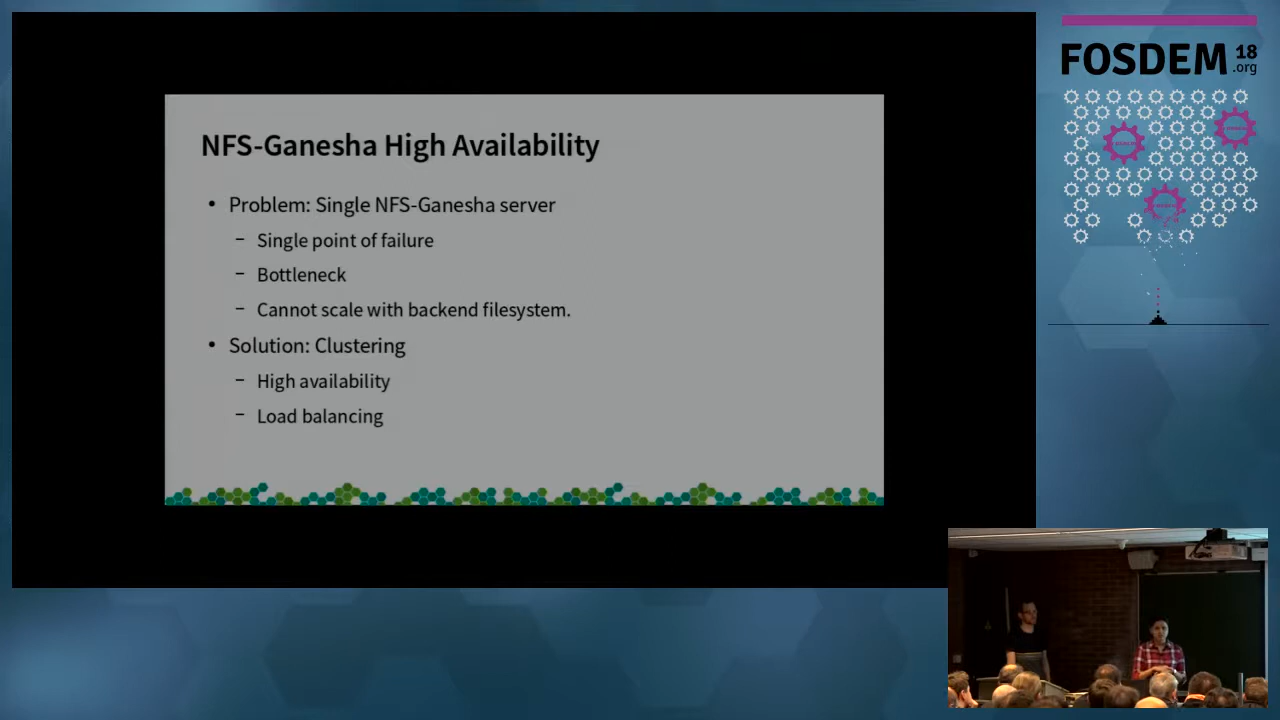 NFS-Ganesha High Availability
• Problem: Single NFS-Ganesha server
– Single point of failure
– Bottleneck
– Cannot scale with backend filesystem.
• Solution: Clustering
– High availability
– Load balancing
FOSDEM 18
.org